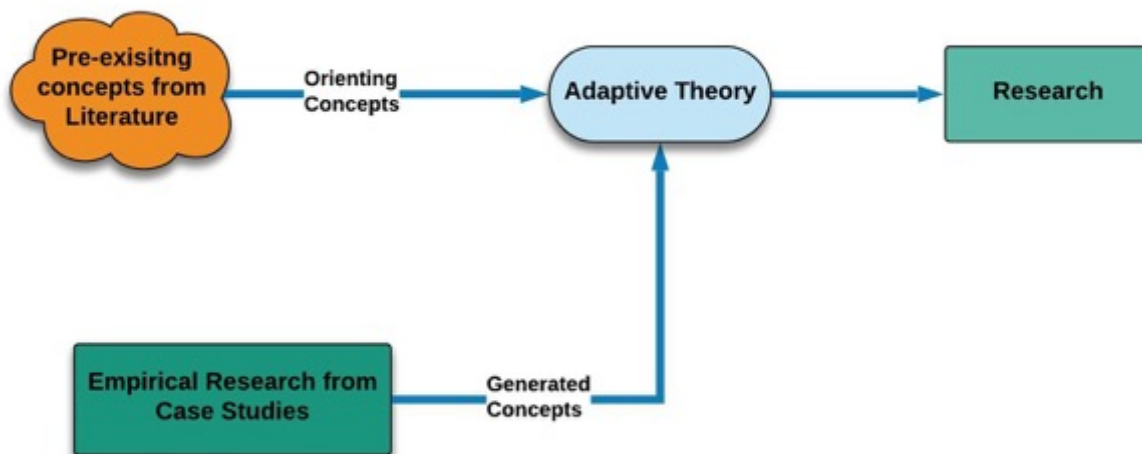 Pre-exisitng
concepts from
Literature
Orienting
Concepts
Adaptive Theory
Research
Empirical Research from
Case Studies
Generated
Concepts